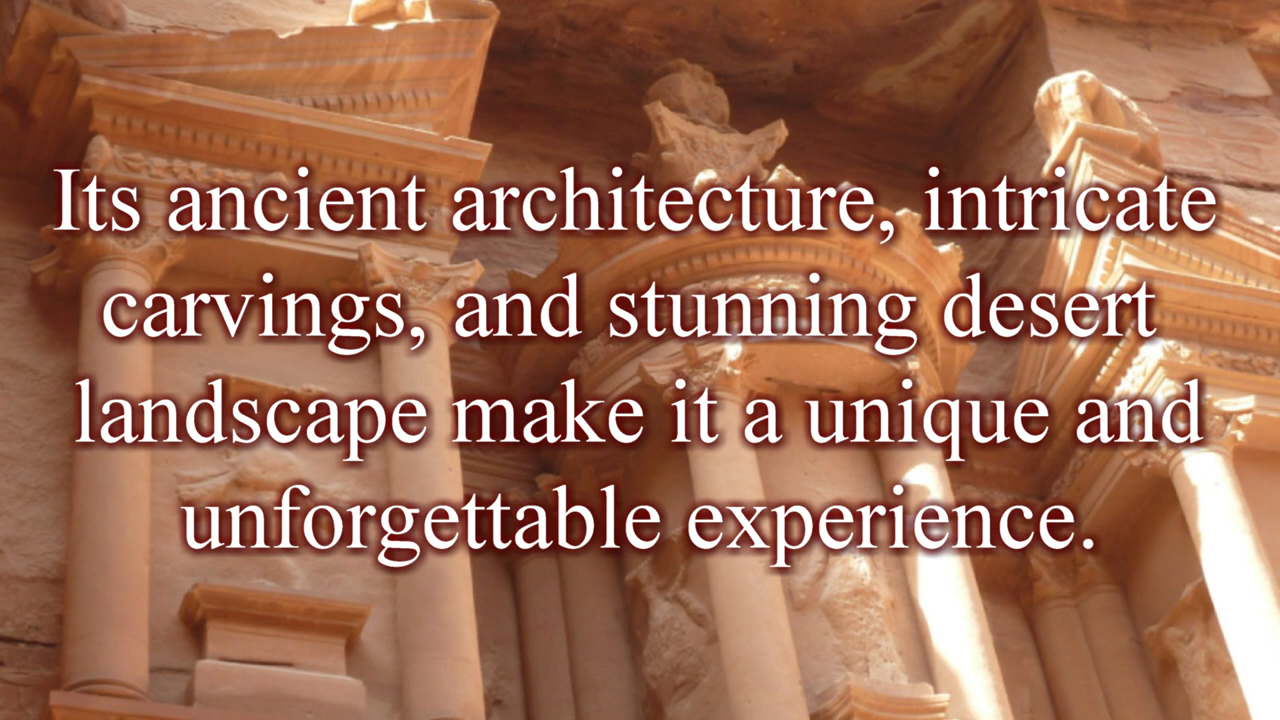 Its ancient architecture, intricate
carvings, and stunning desert
landscape make it a unique and
unforgettable experience.